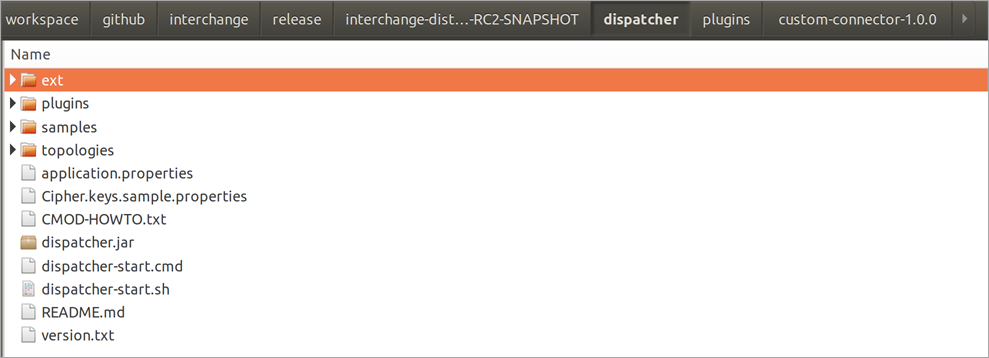 workspace github interchange release interchange-dist…-RC2-SNAPSHOT dispatcher plugins custom-connector-1.0.0
Name
ext
plugins
samples
topologies
application.properties
Cipher.keys.sample.properties
CMOD-HOWTO.txt
dispatcher.jar
dispatcher-start.cmd
dispatcher-start.sh
README.md
version.txt